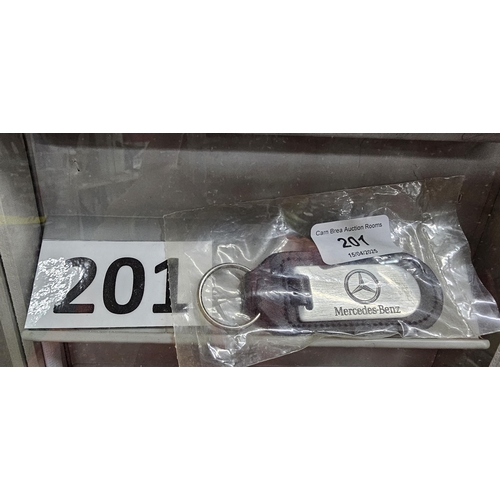 201
Carn Brea Auction Rooms
201
15/04/2025
Mercedes-Benz